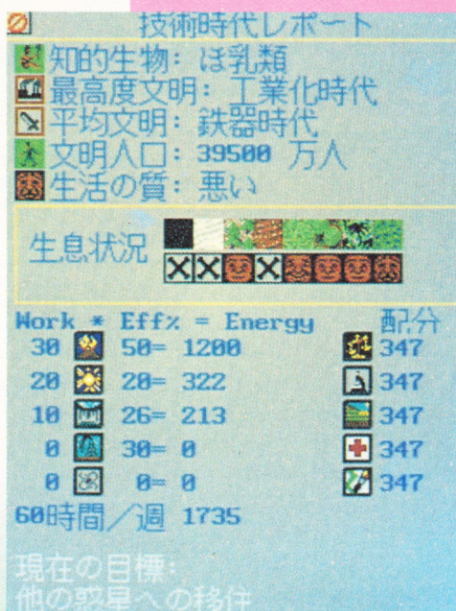 技術時代レポート
知的生物: ほ乳類
最高度文明: 工業化時代
平均文明: 鉄器時代
文明人口: 39500 万人
生活の質: 悪い
生息状況
Work * Eff% = Energy 配分
30 50= 1200 347
20 20= 322 347
10 26= 213 347
0 30= 0 347
0 0= 0 347
60時間/週 1735
現在の目標:
他の惑星への移住